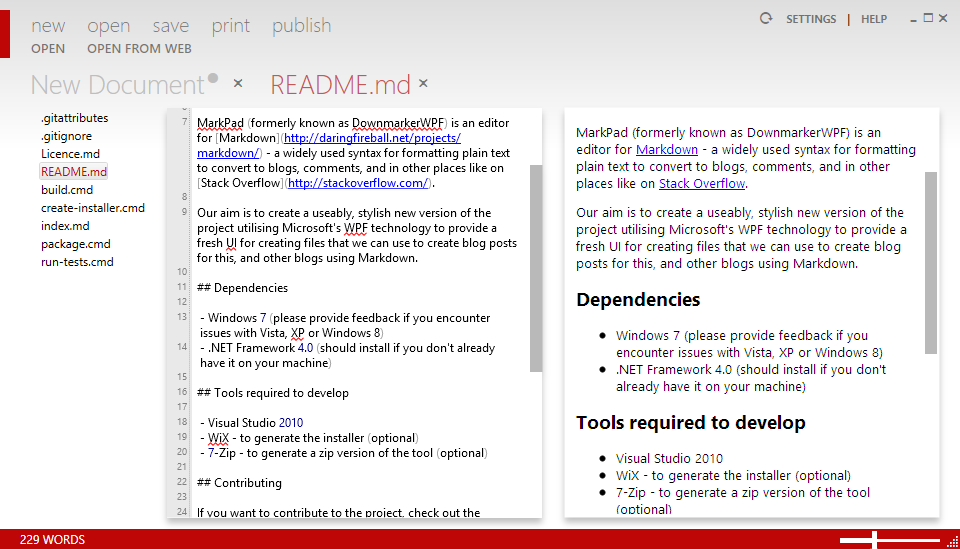 new open save print publish
SETTINGS | HELP
OPEN OPEN FROM WEB
New Document
README.md
.gitattributes
.gitignore
Licence.md
README.md
build.cmd
create-installer.cmd
index.md
package.cmd
run-tests.cmd
7 MarkPad (formerly known as DownmarkerWPF) is an editor
for [Markdown](http://daringfireball.net/projects/
markdown/) - a widely used syntax for formatting plain text
to convert to blogs, comments, and in other places like on
[Stack Overflow](http://stackoverflow.com/).
8
9 Our aim is to create a useably, stylish new version of the
project utilising Microsoft's WPF technology to provide a
fresh UI for creating files that we can use to create blog posts
for this, and other blogs using Markdown.
10
11 ## Dependencies
12
13 - Windows 7 (please provide feedback if you encounter
issues with Vista, XP or Windows 8)
14 - .NET Framework 4.0 (should install if you don't already
have it on your machine)
15
16 ## Tools required to develop
17
18 - Visual Studio 2010
19 - WiX - to generate the installer (optional)
20 - 7-Zip - to generate a zip version of the tool (optional)
21
22 ## Contributing
23
24 If you want to contribute to the project, check out the
MarkPad (formerly known as DownmarkerWPF) is an
editor for Markdown - a widely used syntax for formatting
plain text to convert to blogs, comments, and in other
places like on Stack Overflow.
Our aim is to create a useably, stylish new version of the
project utilising Microsoft's WPF technology to provide a
fresh UI for creating files that we can use to create blog
posts for this, and other blogs using Markdown.
Dependencies
• Windows 7 (please provide feedback if you
encounter issues with Vista, XP or Windows 8)
• .NET Framework 4.0 (should install if you don't
already have it on your machine)
Tools required to develop
• Visual Studio 2010
• WiX - to generate the installer (optional)
• 7-Zip - to generate a zip version of the tool
(optional)
229 WORDS